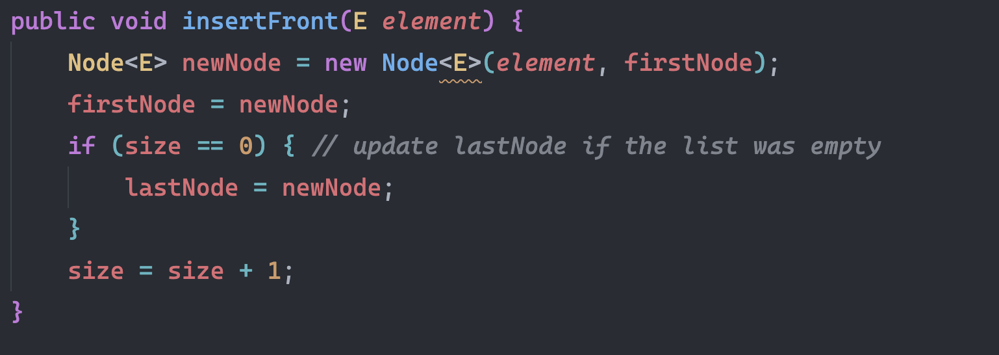 public void insertFront(E element) {
    Node<E> newNode = new Node<E>(element, firstNode);
    firstNode = newNode;
    if (size == 0) { // update lastNode if the list was empty
        lastNode = newNode;
    }
    size = size + 1;
}